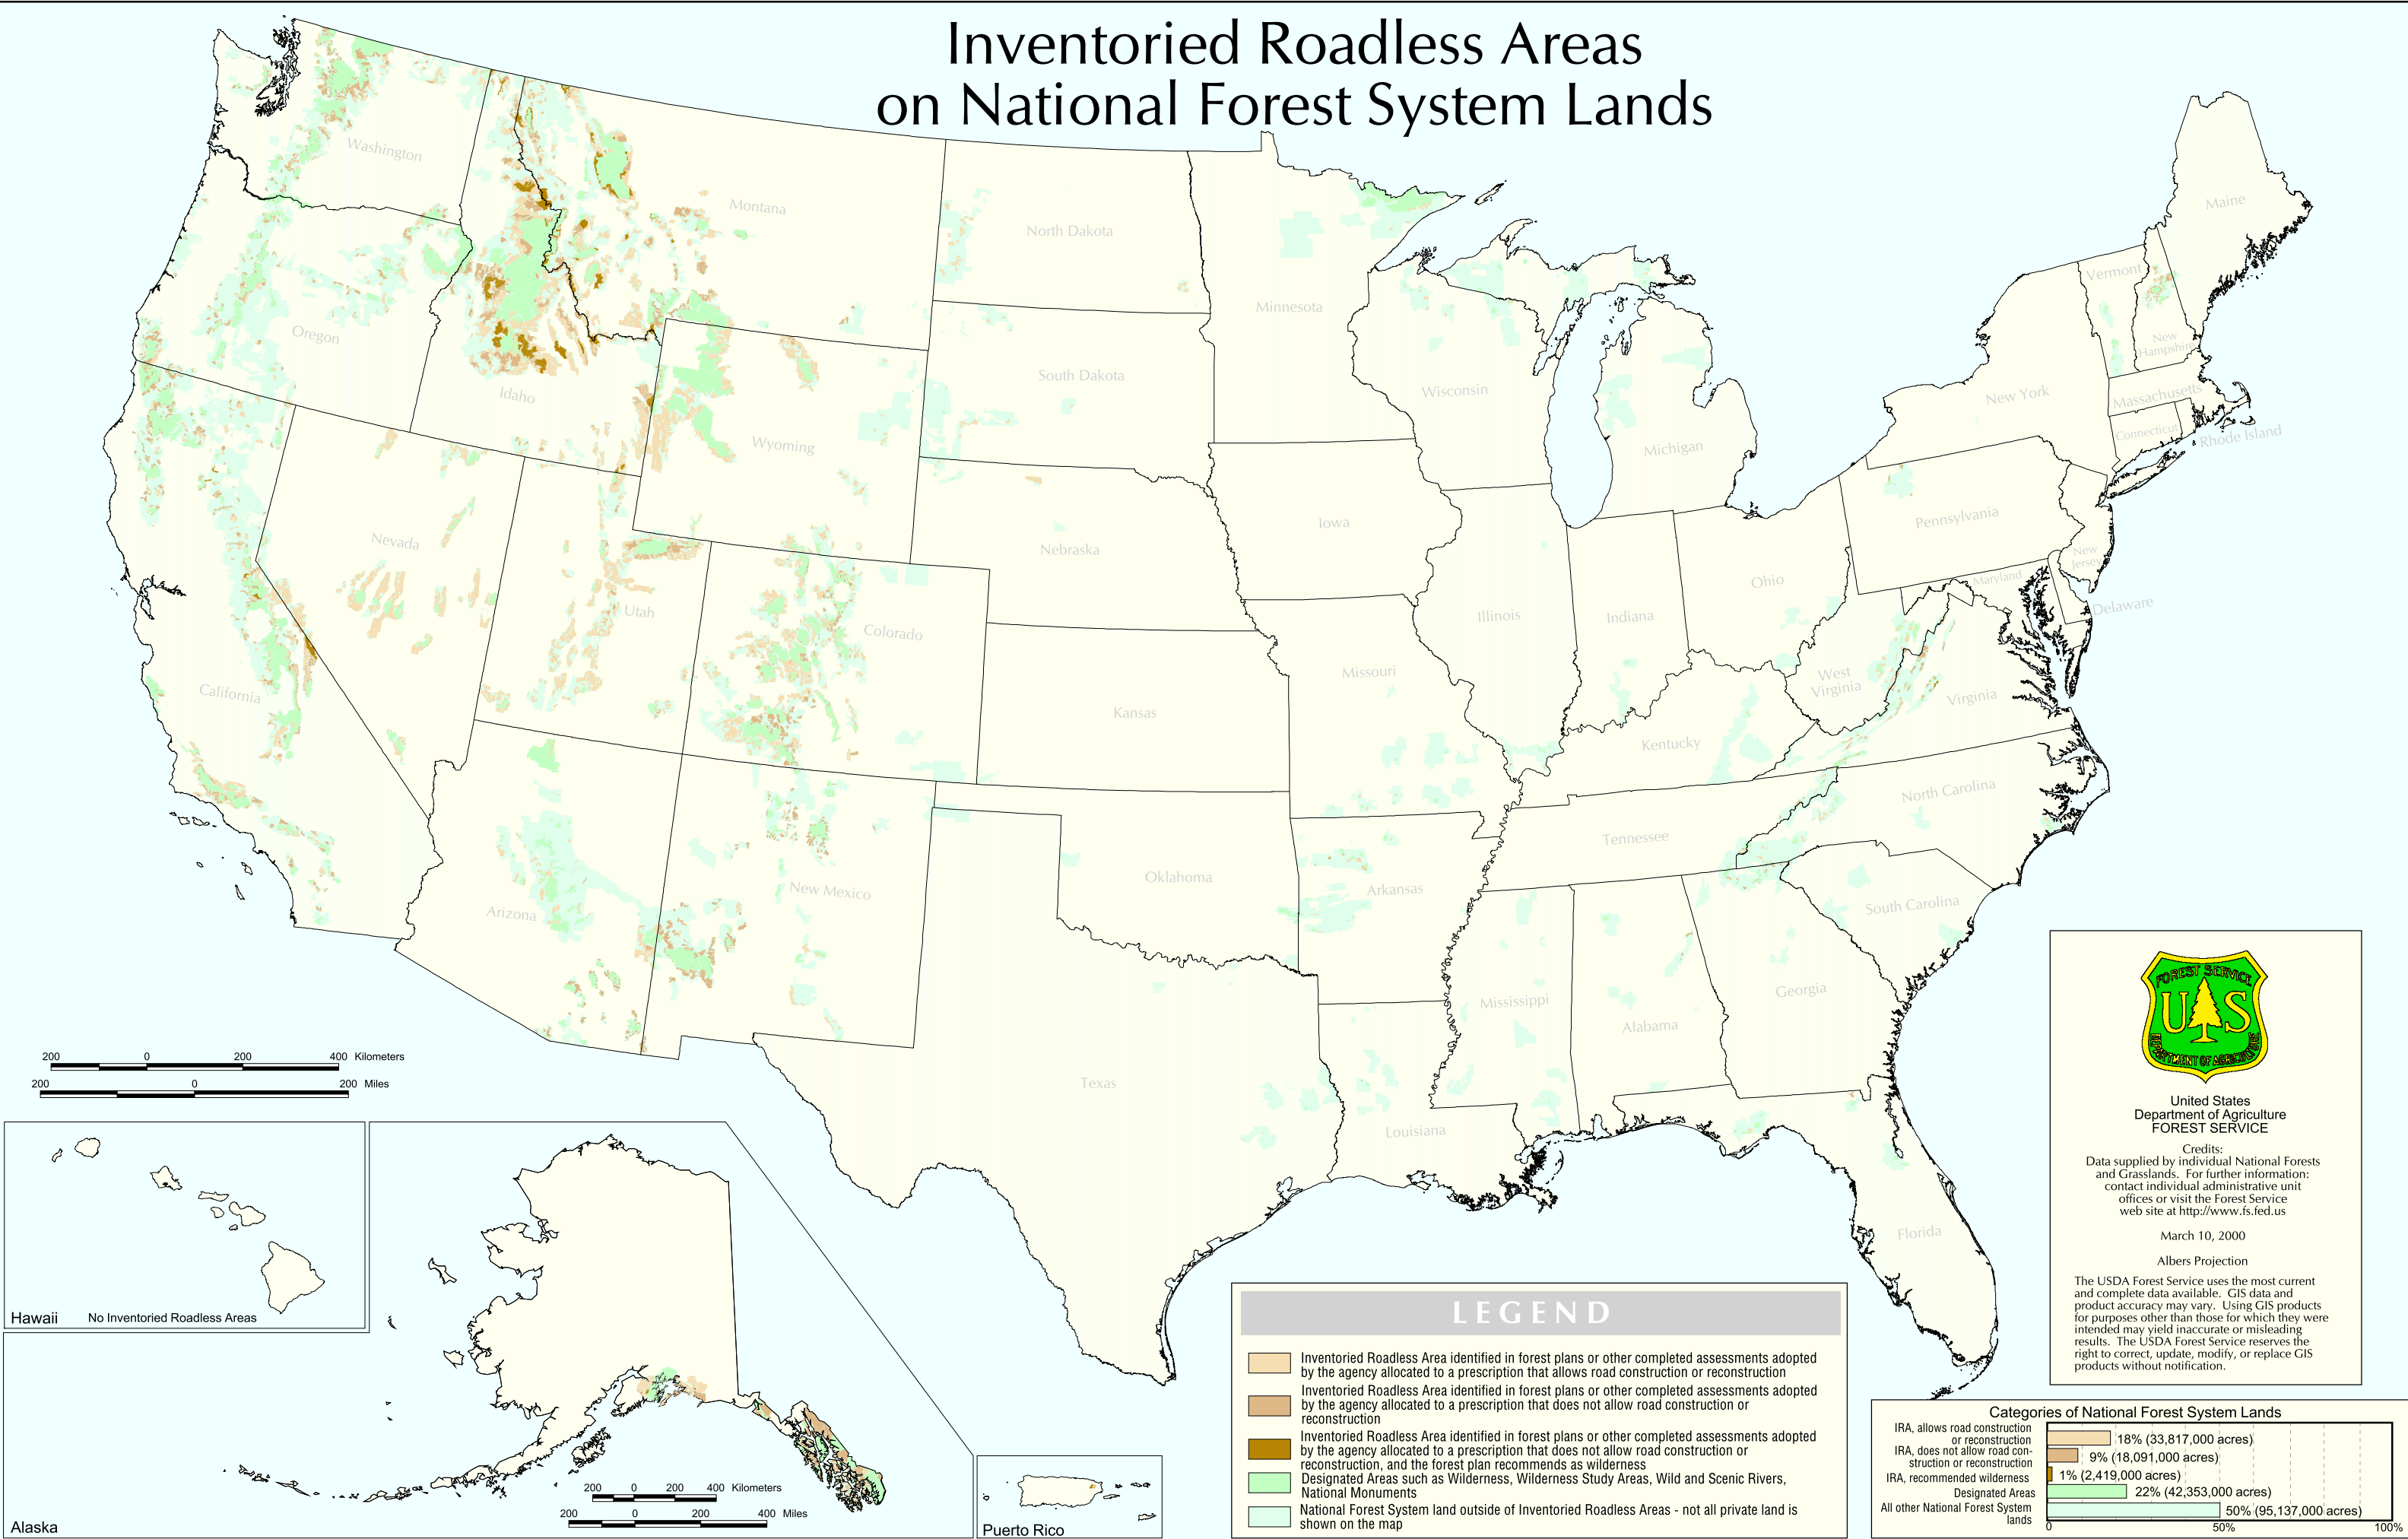 Inventoried Roadless Areas
on National Forest System Lands
Washington
Montana
North Dakota
Minnesota
Maine
Vermont
New
Hampshire
Oregon
Idaho
South Dakota
Wisconsin
New York
Massachusetts
Connecticut
Rhode Island
Wyoming
Michigan
Iowa
Pennsylvania
Nevada
Nebraska
New
Jersey
Maryland
Ohio
Delaware
Utah
Colorado
Illinois
Indiana
West
Virginia
Virginia
California
Kansas
Missouri
Kentucky
North Carolina
Tennessee
Oklahoma
Arkansas
New Mexico
Arizona
South Carolina
Mississippi
Georgia
Alabama
Texas
Louisiana
Florida
200 0 200 400 Kilometers
200 0 200 Miles
Hawaii No Inventoried Roadless Areas
200 0 200 400 Kilometers
200 0 200 400 Miles
Alaska
Puerto Rico
LEGEND
Inventoried Roadless Area identified in forest plans or other completed assessments adopted
by the agency allocated to a prescription that allows road construction or reconstruction
Inventoried Roadless Area identified in forest plans or other completed assessments adopted
by the agency allocated to a prescription that does not allow road construction or
reconstruction
Inventoried Roadless Area identified in forest plans or other completed assessments adopted
by the agency allocated to a prescription that does not allow road construction or
reconstruction, and the forest plan recommends as wilderness
Designated Areas such as Wilderness, Wilderness Study Areas, Wild and Scenic Rivers,
National Monuments
National Forest System land outside of Inventoried Roadless Areas - not all private land is
shown on the map
FOREST SERVICE
U S
DEPARTMENT OF AGRICULTURE
United States
Department of Agriculture
FOREST SERVICE
Credits:
Data supplied by individual National Forests
and Grasslands. For further information:
contact individual administrative unit
offices or visit the Forest Service
web site at http://www.fs.fed.us
March 10, 2000
Albers Projection
The USDA Forest Service uses the most current
and complete data available. GIS data and
product accuracy may vary. Using GIS products
for purposes other than those for which they were
intended may yield inaccurate or misleading
results. The USDA Forest Service reserves the
right to correct, update, modify, or replace GIS
products without notification.
Categories of National Forest System Lands
IRA, allows road construction
or reconstruction
18% (33,817,000 acres)
IRA, does not allow road con-
struction or reconstruction
9% (18,091,000 acres)
IRA, recommended wilderness
1% (2,419,000 acres)
Designated Areas
22% (42,353,000 acres)
All other National Forest System
lands
50% (95,137,000 acres)
0 50% 100%